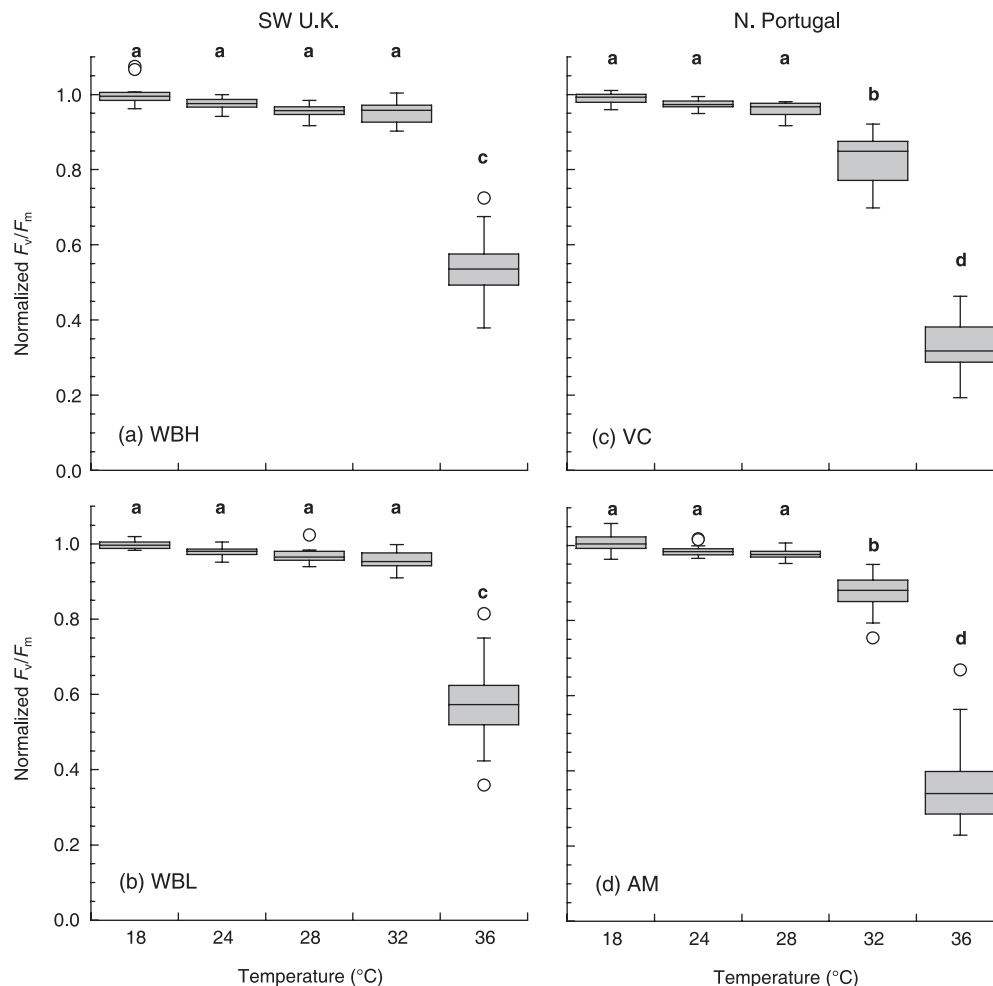 SW U.K.
N. Portugal
a a a a
a a a
b
c
d
1.0
0.8
0.6
0.4
0.2
0.0
Normalized Fv/Fm
(a) WBH
(c) VC
a a a a
a a a
b
c
d
1.0
0.8
0.6
0.4
0.2
0.0
Normalized Fv/Fm
(b) WBL
(d) AM
18 24 28 32 36
18 24 28 32 36
Temperature (°C)
Temperature (°C)